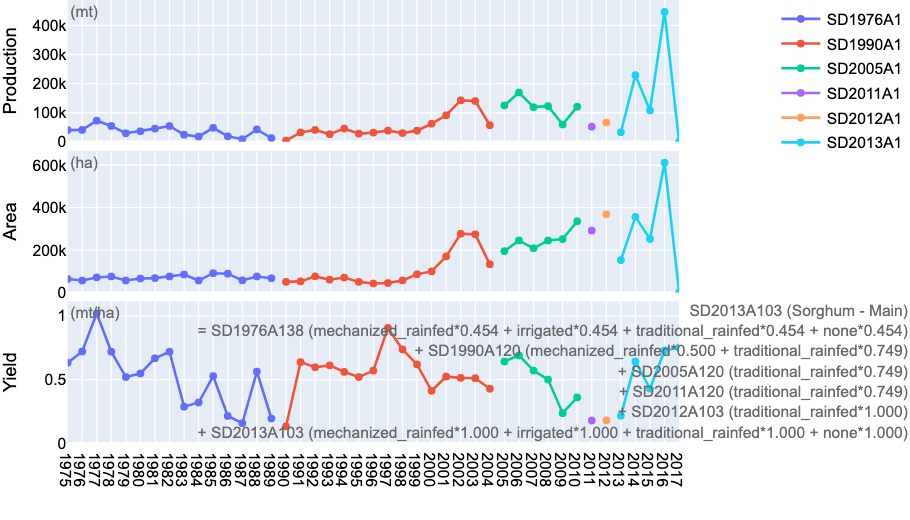 (mt)
Production
400k
300k
200k
100k
0
SD1976A1
SD1990A1
SD2005A1
SD2011A1
SD2012A1
SD2013A1
(ha)
Area
600k
400k
200k
0
(mt/ha)
Yield
1
0.5
0
SD2013A103 (Sorghum - Main)
= SD1976A138 (mechanized_rainfed*0.454 + irrigated*0.454 + traditional_rainfed*0.454 + none*0.454)
+ SD1990A120 (mechanized_rainfed*0.500 + traditional_rainfed*0.749)
+ SD2005A120 (traditional_rainfed*0.749)
+ SD2011A120 (traditional_rainfed*0.749)
+ SD2012A103 (traditional_rainfed*1.000)
+ SD2013A103 (mechanized_rainfed*1.000 + irrigated*1.000 + traditional_rainfed*1.000 + none*1.000)
1975
1976
1977
1978
1979
1980
1981
1982
1983
1984
1985
1986
1987
1988
1989
1990
1991
1992
1993
1994
1995
1996
1997
1998
1999
2000
2001
2002
2003
2004
2005
2006
2007
2008
2009
2010
2011
2012
2013
2014
2015
2016
2017